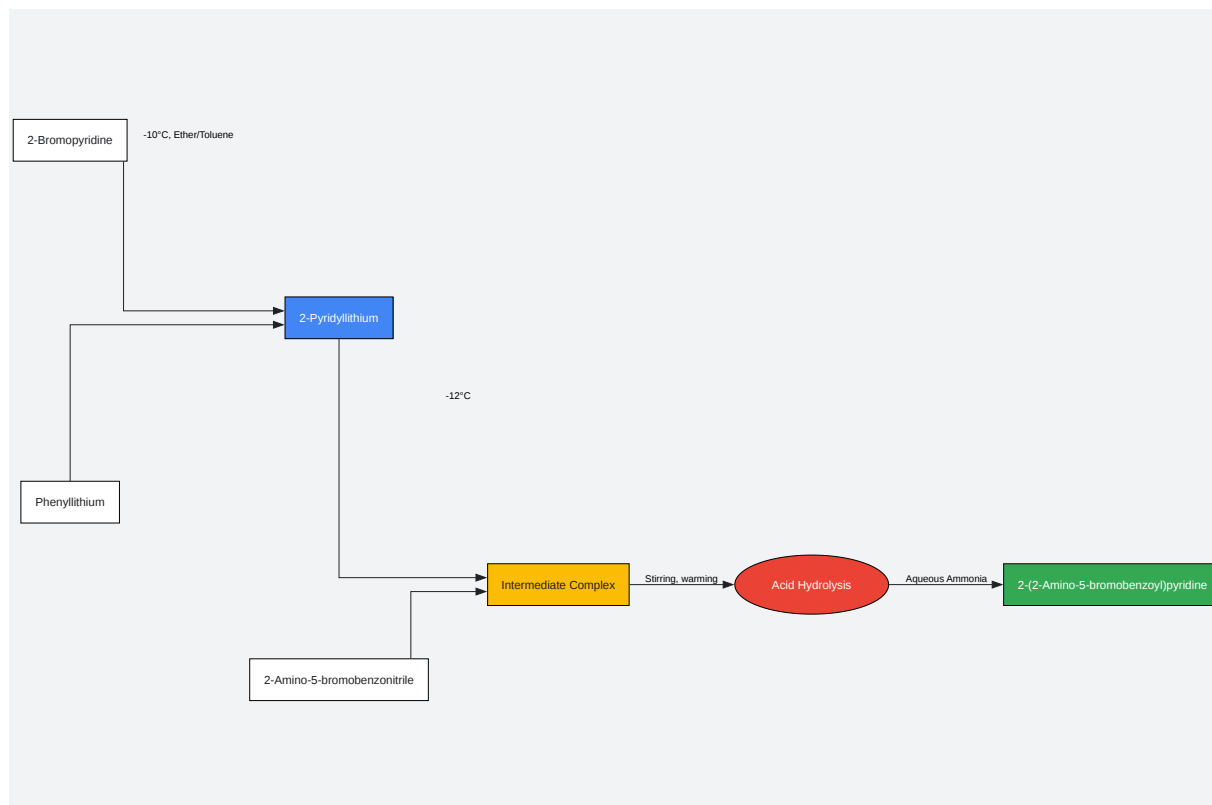 -10°C, Ether/Toluene
2-Bromopyridine
2-Pyridyllithium
-12°C
Phenyllithium
Intermediate Complex
Stirring, warming
Acid Hydrolysis
Aqueous Ammonia
2-(2-Amino-5-bromobenzoyl)pyridine
2-Amino-5-bromobenzonitrile